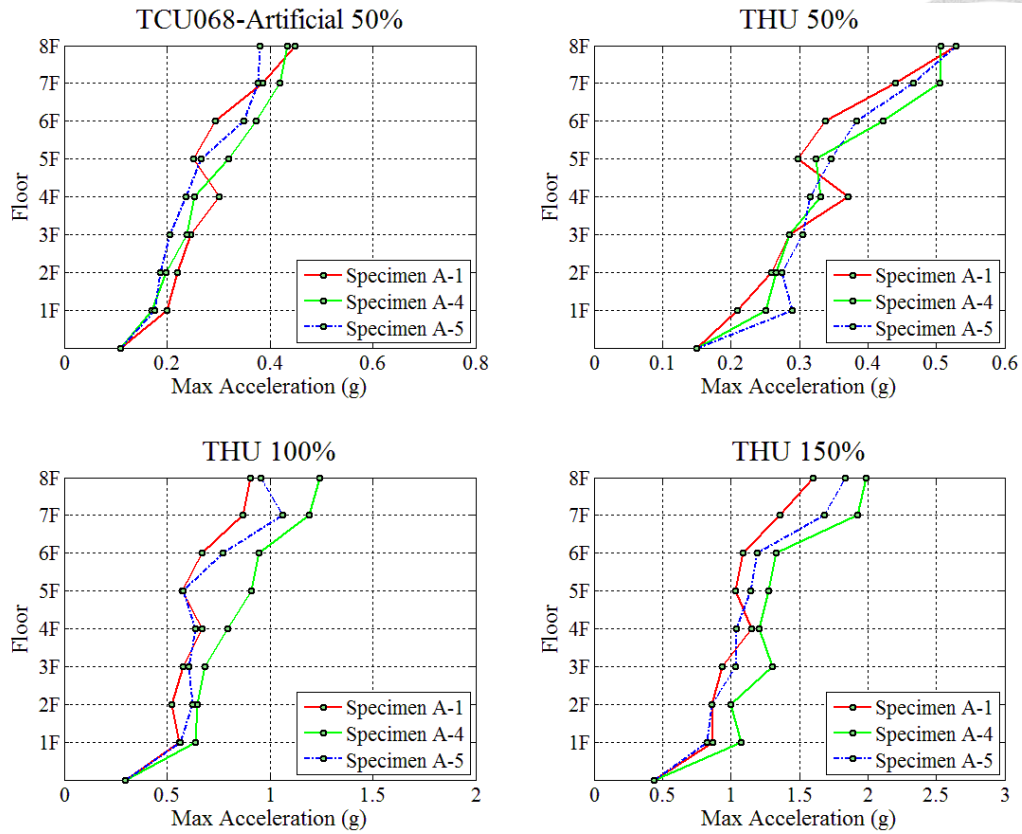 TCU068-Artificial 50%
8F
7F
6F
5F
4F
3F
2F
1F
Floor
Specimen A-1
Specimen A-4
Specimen A-5
0 0.2 0.4 0.6 0.8
Max Acceleration (g)
THU 50%
8F
7F
6F
5F
4F
3F
2F
1F
Floor
Specimen A-1
Specimen A-4
Specimen A-5
0 0.1 0.2 0.3 0.4 0.5 0.6
Max Acceleration (g)
THU 100%
8F
7F
6F
5F
4F
3F
2F
1F
Floor
Specimen A-1
Specimen A-4
Specimen A-5
0 0.5 1 1.5 2
Max Acceleration (g)
THU 150%
8F
7F
6F
5F
4F
3F
2F
1F
Floor
Specimen A-1
Specimen A-4
Specimen A-5
0 0.5 1 1.5 2 2.5 3
Max Acceleration (g)